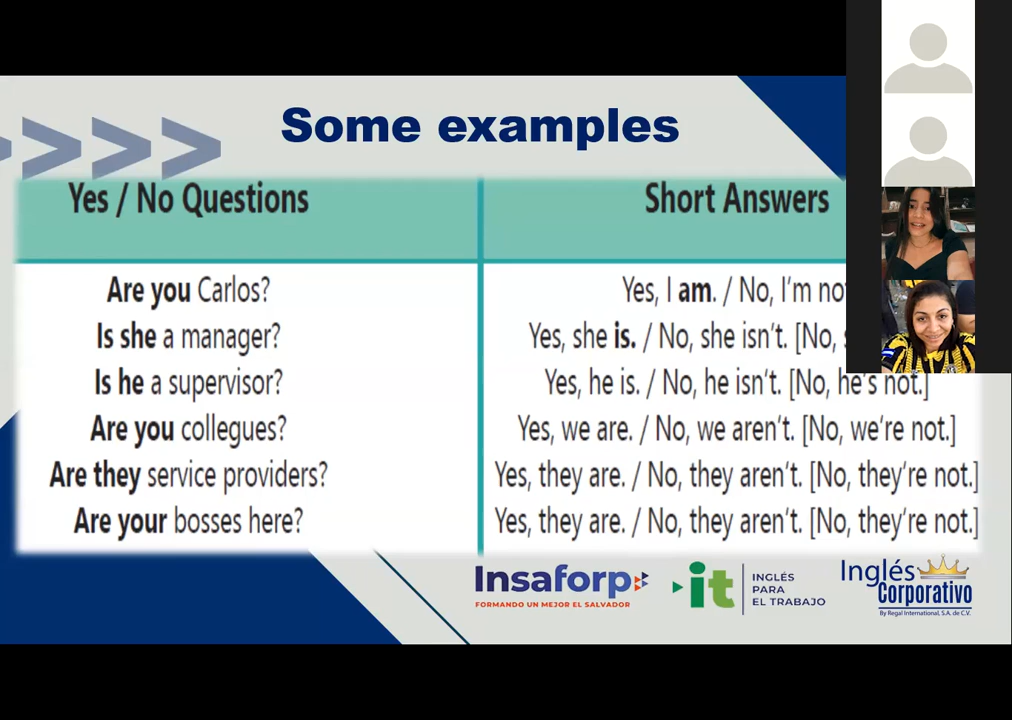 Some examples
Yes / No Questions
Short Answers
Are you Carlos?
Yes, I am. / No, I'm not
Is she a manager?
Yes, she is. / No, she isn't. [No,
Is he a supervisor?
Yes, he is. / No, he isn't. [No, he's not.]
Are you collegues?
Yes, we are. / No, we aren't. [No, we're not.]
Are they service providers?
Yes, they are. / No, they aren't. [No, they're not.]
Are your bosses here?
Yes, they are. / No, they aren't. [No, they're not.]
Insaforp
FORMANDO UN MEJOR EL SALVADOR
it
INGLÉS
PARA
EL TRABAJO
Inglés
Corporativo
By Regal International, S.A. de C.V.